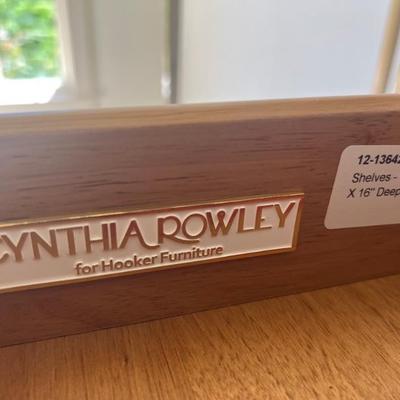 CYNTHIA ROWLEY
for Hooker Furniture
12-13642
Shelves -
X 16" Deep